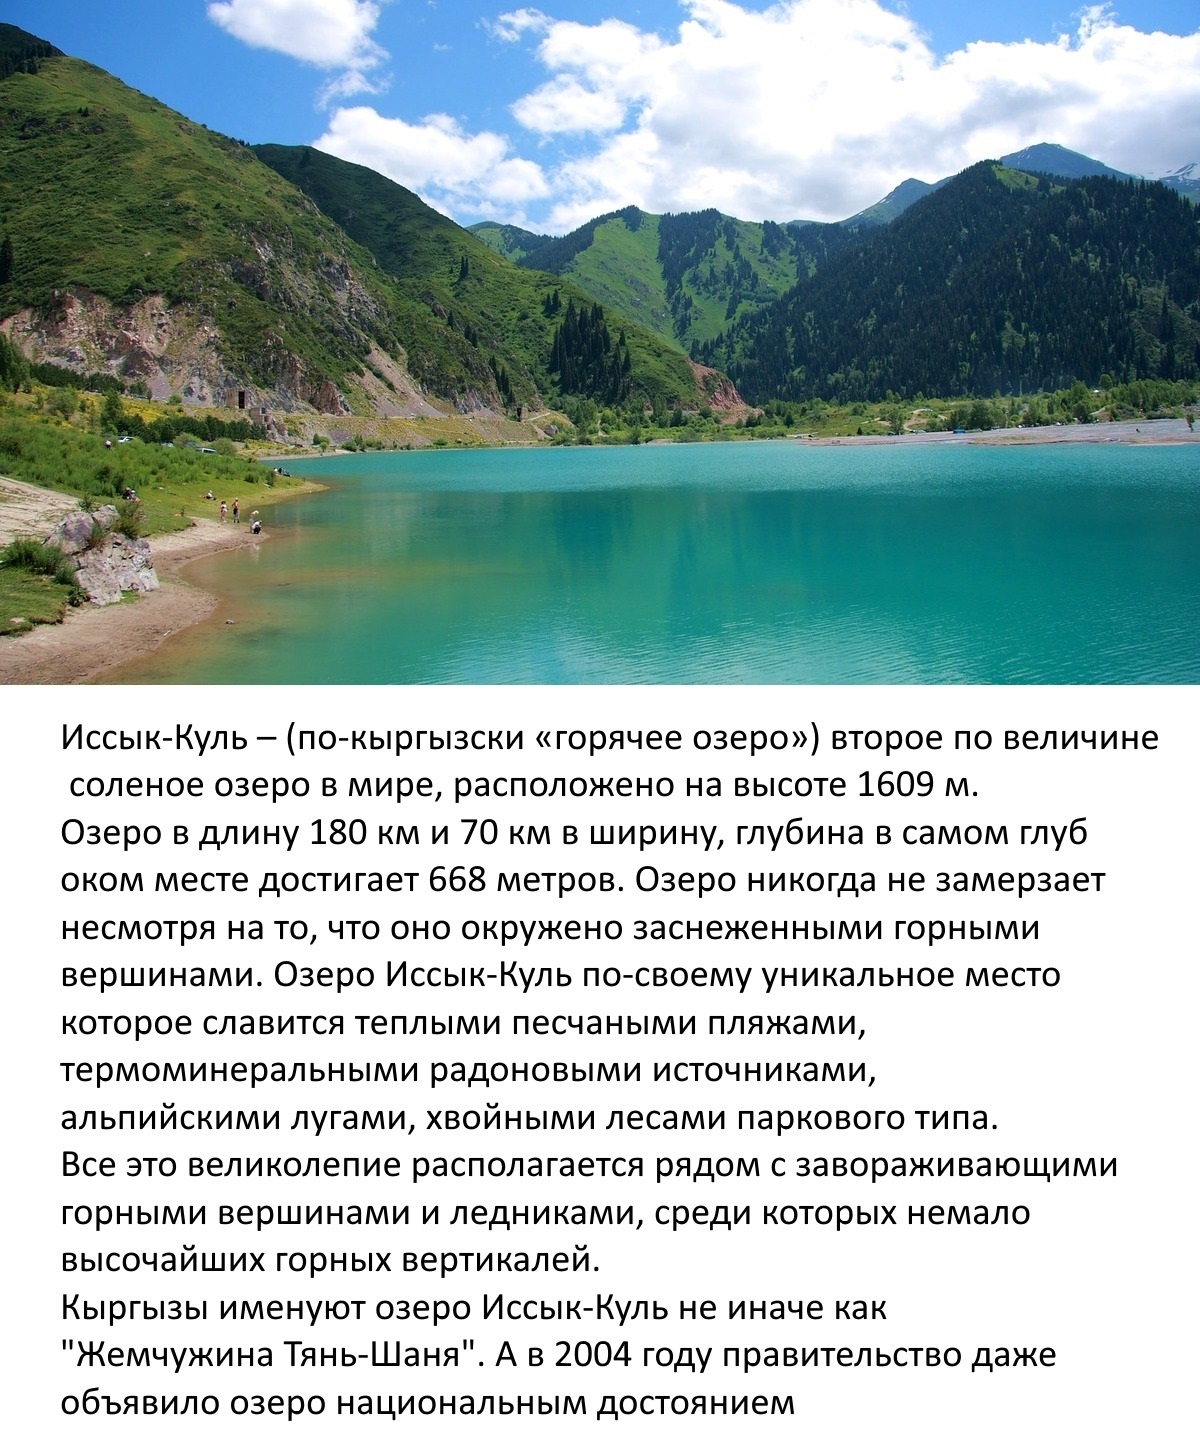 Иссык-Куль – (по-кыргызски «горячее озеро») второе по величине
соленое озеро в мире, расположено на высоте 1609 м.
Озеро в длину 180 км и 70 км в ширину, глубина в самом глуб
оком месте достигает 668 метров. Озеро никогда не замерзает
несмотря на то, что оно окружено заснеженными горными
вершинами. Озеро Иссык-Куль по-своему уникальное место
которое славится теплыми песчаными пляжами,
термоминеральными радоновыми источниками,
альпийскими лугами, хвойными лесами паркового типа.
Все это великолепие располагается рядом с завораживающими
горными вершинами и ледниками, среди которых немало
высочайших горных вертикалей.
Кыргызы именуют озеро Иссык-Куль не иначе как
"Жемчужина Тянь-Шаня". А в 2004 году правительство даже
объявило озеро национальным достоянием